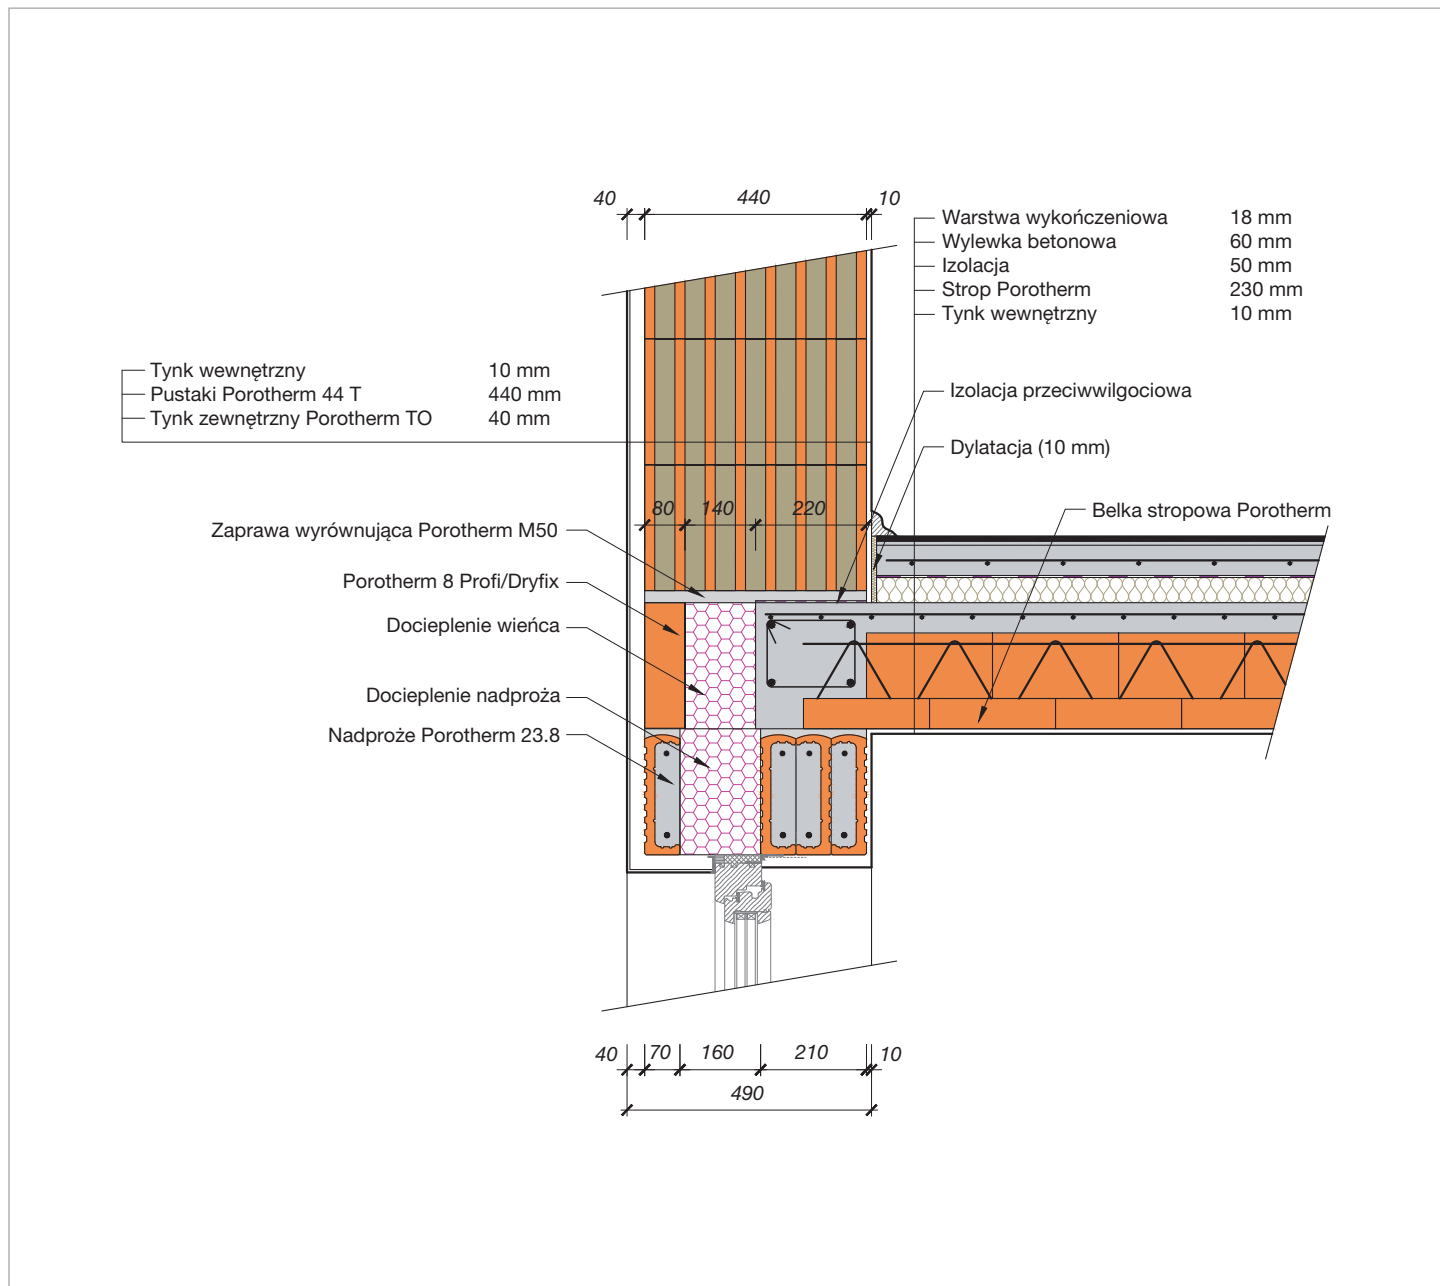 40 440 10
Warstwa wykończeniowa 18 mm
Wylewka betonowa 60 mm
Izolacja 50 mm
Strop Porotherm 230 mm
Tynk wewnętrzny 10 mm
Tynk wewnętrzny 10 mm
Pustaki Porotherm 44 T 440 mm
Tynk zewnętrzny Porotherm TO 40 mm
Izolacja przeciwwilgociowa
Dylatacja (10 mm)
80 140 220
Belka stropowa Porotherm
Zaprawa wyrównująca Porotherm M50
Porotherm 8 Profi/Dryfix
Docieplenie wieńca
Docieplenie nadproża
Nadproże Porotherm 23.8
40 70 160 210 10
490